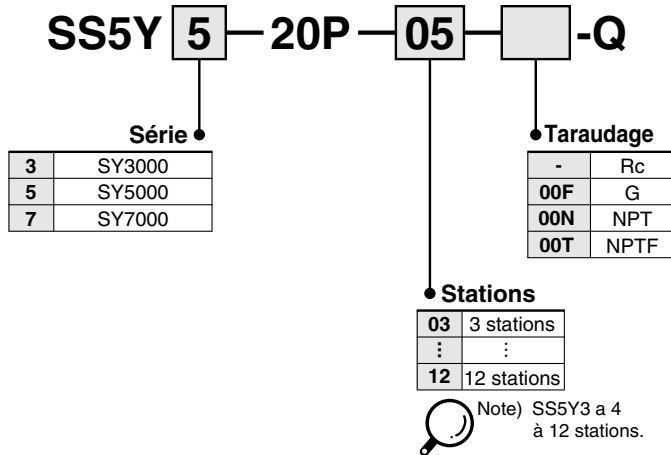 SS5Y 5 — 20P — 05 — -Q
Série
3 SY3000
5 SY5000
7 SY7000
Taraudage
- Rc
00F G
00N NPT
00T NPTF
Stations
03 3 stations
⋮ ⋮
12 12 stations
Note) SS5Y3 a 4
à 12 stations.